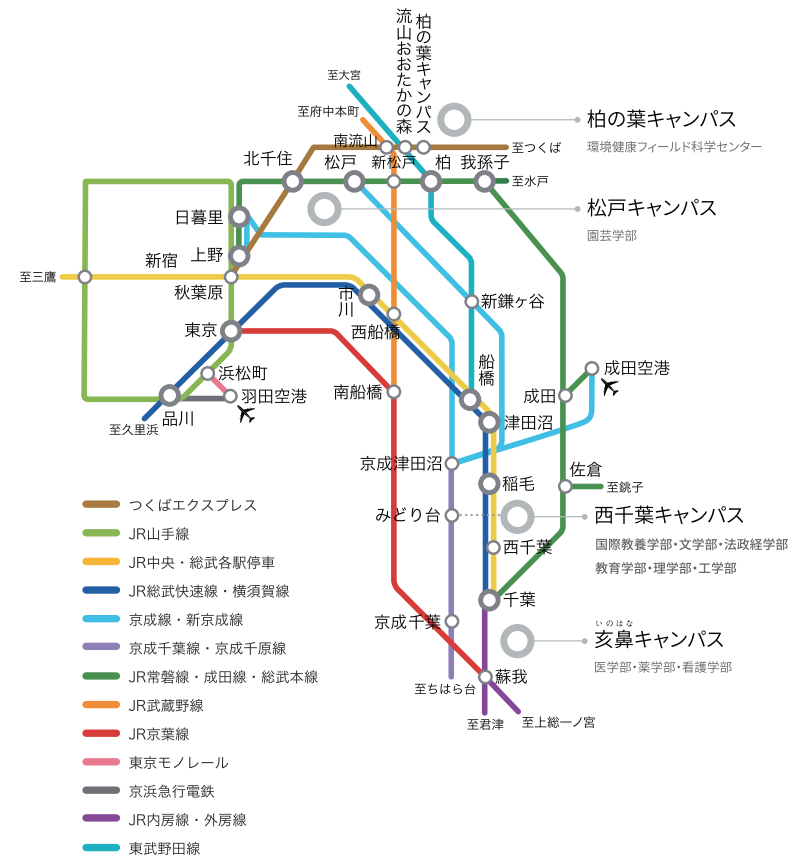 柏の葉キャンパス
流山おおたかの森
至大宮
至府中本町
南流山
至つくば
柏の葉キャンパス
環境健康フィールド科学センター
北千住
松戸
新松戸
柏
我孫子
至水戸
松戸キャンパス
園芸学部
日暮里
上野
新宿
至三鷹
秋葉原
市川
新鎌ヶ谷
東京
西船橋
船橋
浜松町
成田空港
羽田空港
南船橋
成田
品川
至久里浜
津田沼
京成津田沼
佐倉
稲毛
至銚子
みどり台
西千葉キャンパス
西千葉
国際教養学部・文学部・法政経学部
教育学部・理学部・工学部
千葉
京成千葉
いのはな
亥鼻キャンパス
医学部・薬学部・看護学部
蘇我
至ちはら台
至君津
至上総一ノ宮
つくばエクスプレス
JR山手線
JR中央・総武各駅停車
JR総武快速線・横須賀線
京成線・新京成線
京成千葉線・京成千原線
JR常磐線・成田線・総武本線
JR武蔵野線
JR京葉線
東京モノレール
京浜急行電鉄
JR内房線・外房線
東武野田線